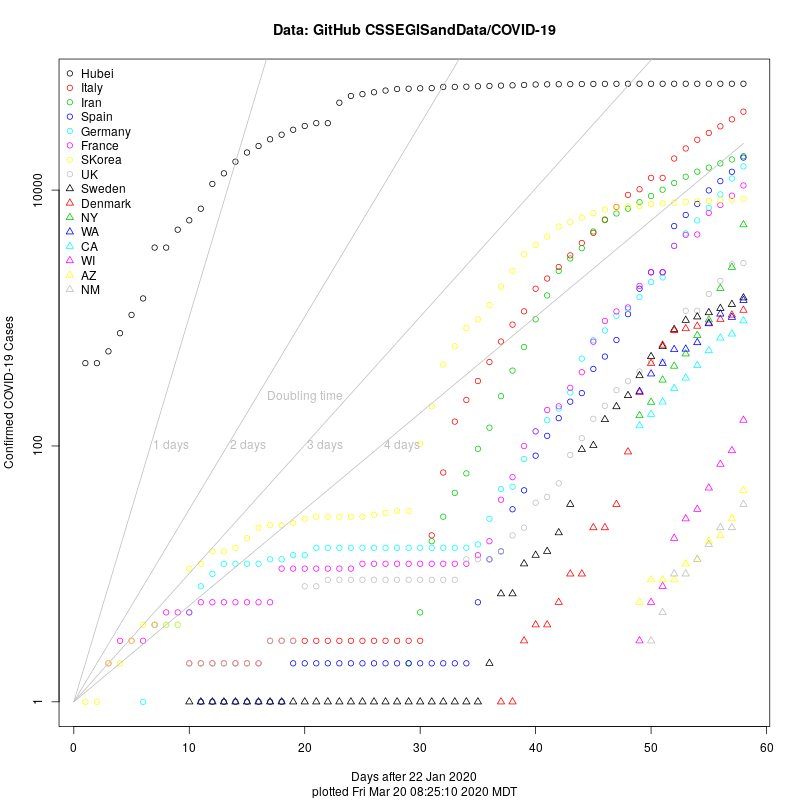 Data: GitHub CSSEGISandData/COVID-19
Hubei
Italy
Iran
Spain
Germany
France
SKorea
UK
Sweden
Denmark
NY
WA
CA
WI
AZ
NM
Doubling time
1 days
2 days
3 days
4 days
Confirmed COVID-19 Cases
10000
100
1
0 10 20 30 40 50 60
Days after 22 Jan 2020
plotted Fri Mar 20 08:25:10 2020 MDT